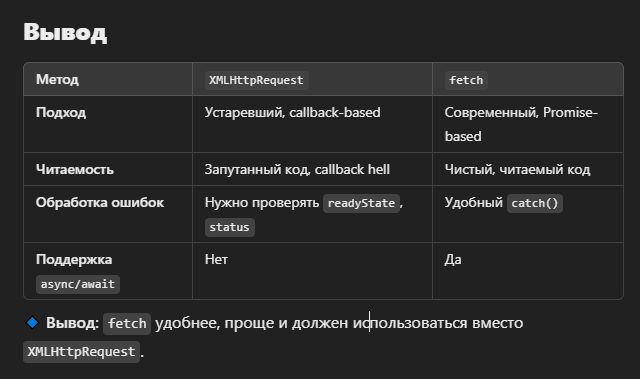 Вывод
Метод XMLHttpRequest fetch
Подход Устаревший, callback-based Современный, Promise-
based
Читаемость Запутанный код, callback hell Чистый, читаемый код
Обработка ошибок Нужно проверять readyState, Удобный catch()
status
Поддержка Нет Да
async/await
Вывод: fetch удобнее, проще и должен использоваться вместо
XMLHttpRequest.